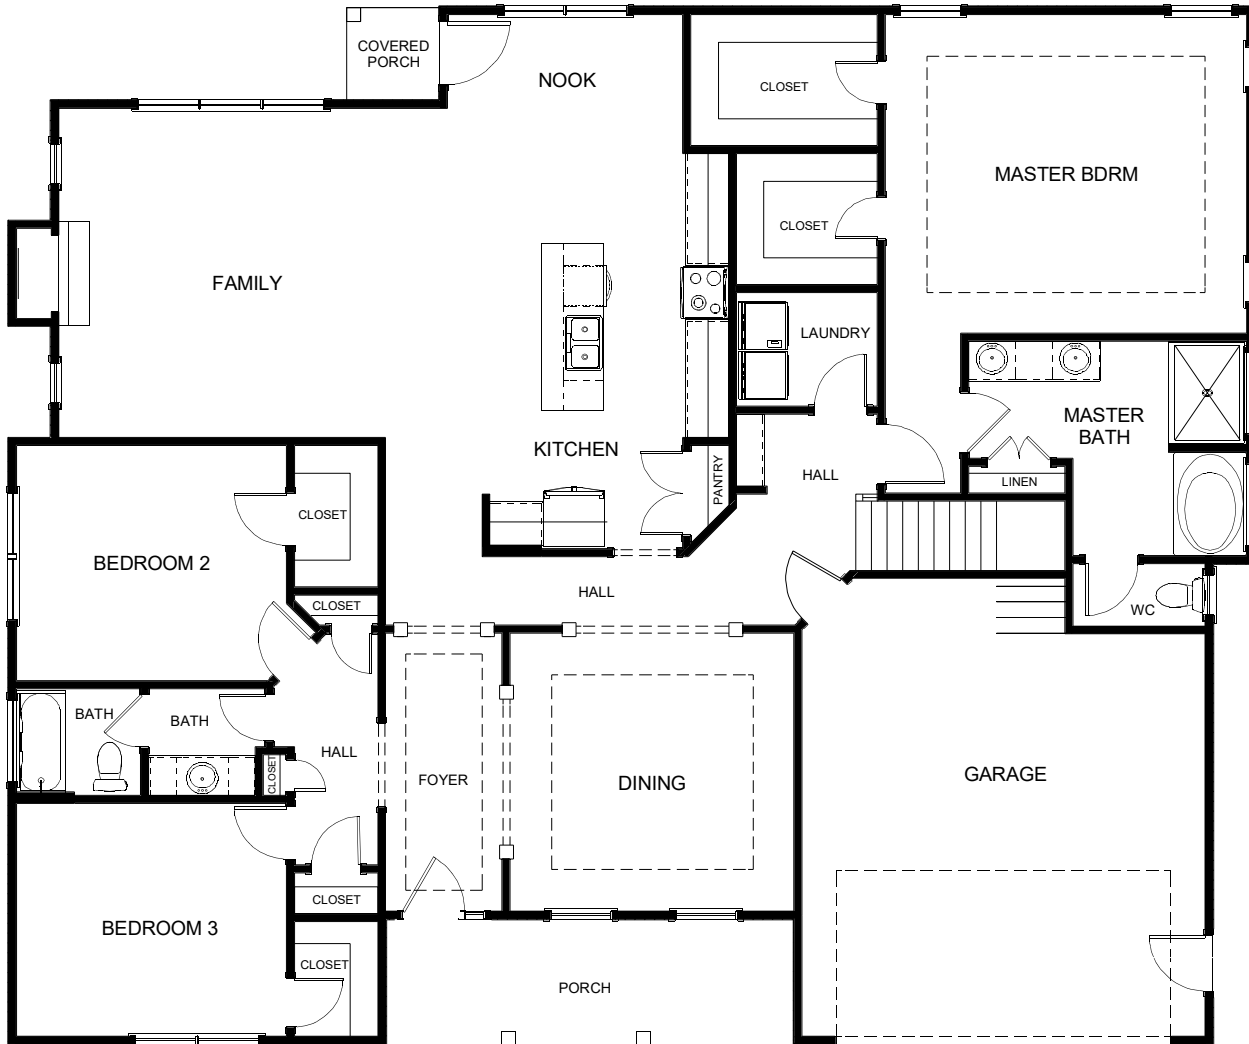 COVERED
PORCH
NOOK
CLOSET
MASTER BDRM
CLOSET
FAMILY
LAUNDRY
MASTER
BATH
KITCHEN
PANTRY
HALL
LINEN
CLOSET
BEDROOM 2
HALL
CLOSET
WC
BATH
BATH
HALL
CLOSET
FOYER
DINING
GARAGE
CLOSET
BEDROOM 3
CLOSET
PORCH